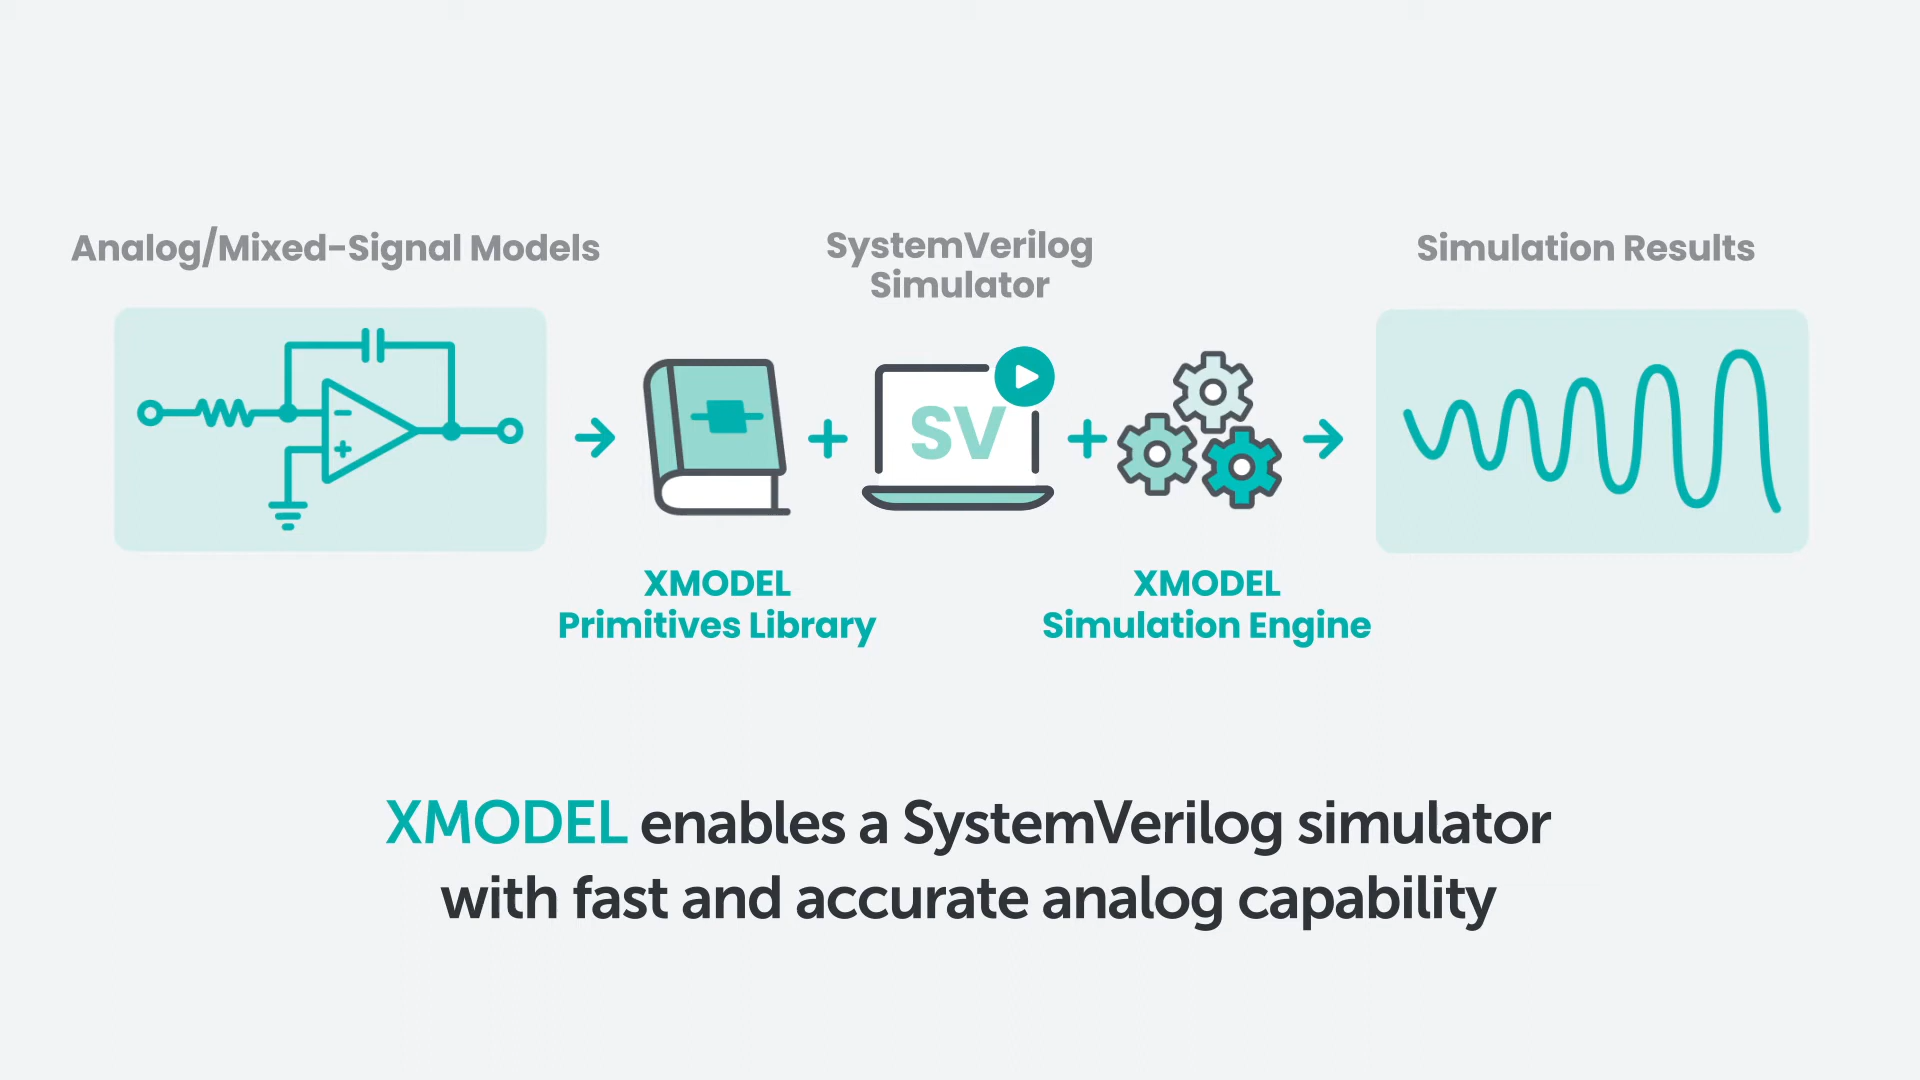 Analog/Mixed-Signal Models
SystemVerilog
Simulator
Simulation Results
SV
XMODEL
Primitives Library
XMODEL
Simulation Engine
XMODEL enables a SystemVerilog simulator
with fast and accurate analog capability